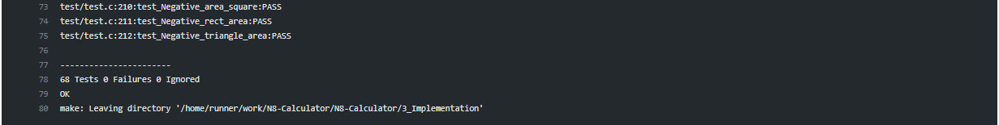 73 test/test.c:210:test_Negative_area_square:PASS
74 test/test.c:211:test_Negative_rect_area:PASS
75 test/test.c:212:test_Negative_triangle_area:PASS
76
77 -----------------------
78 68 Tests 0 Failures 0 Ignored
79 OK
80 make: Leaving directory '/home/runner/work/N8-Calculator/N8-Calculator/3_Implementation'